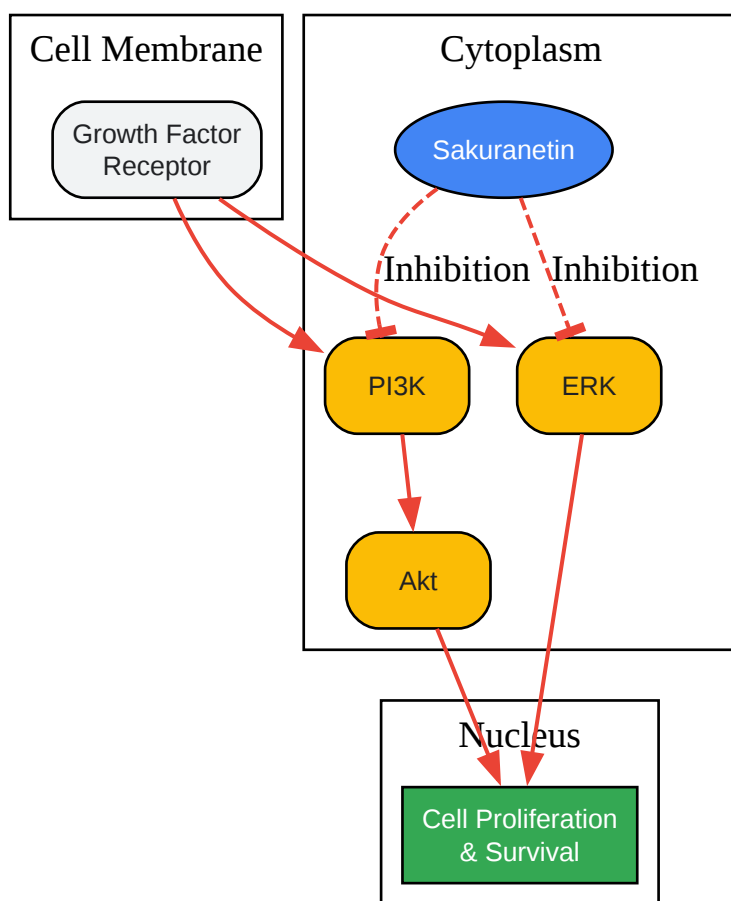 Cell Membrane
Growth Factor
Receptor
Cytoplasm
Sakuranetin
Inhibition
Inhibition
PI3K
ERK
Akt
Nucleus
Cell Proliferation
& Survival